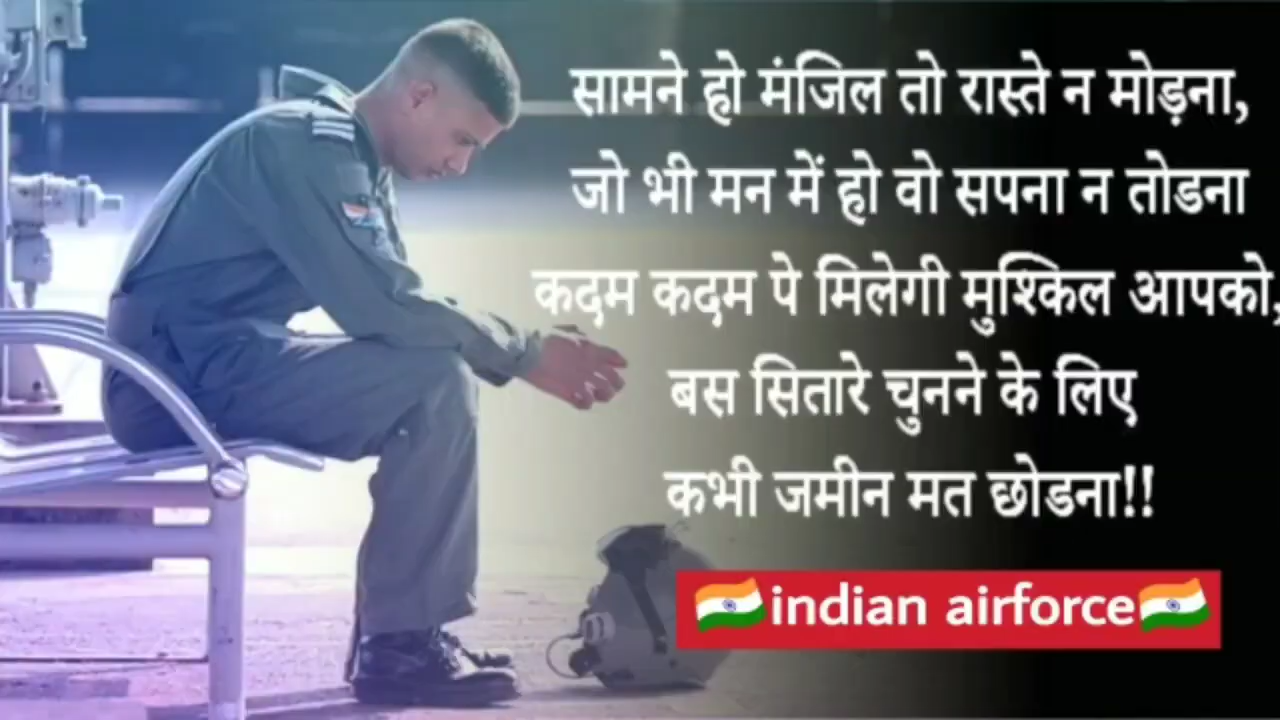 सामने हो मंजिल तो रास्ते न मोड़ना,
जो भी मन में हो वो सपना न तोडना
कदम कदम पे मिलेगी मुश्किल आपको,
बस सितारे चुनने के लिए
कभी जमीन मत छोडना!!
🇮🇳indian airforce🇮🇳